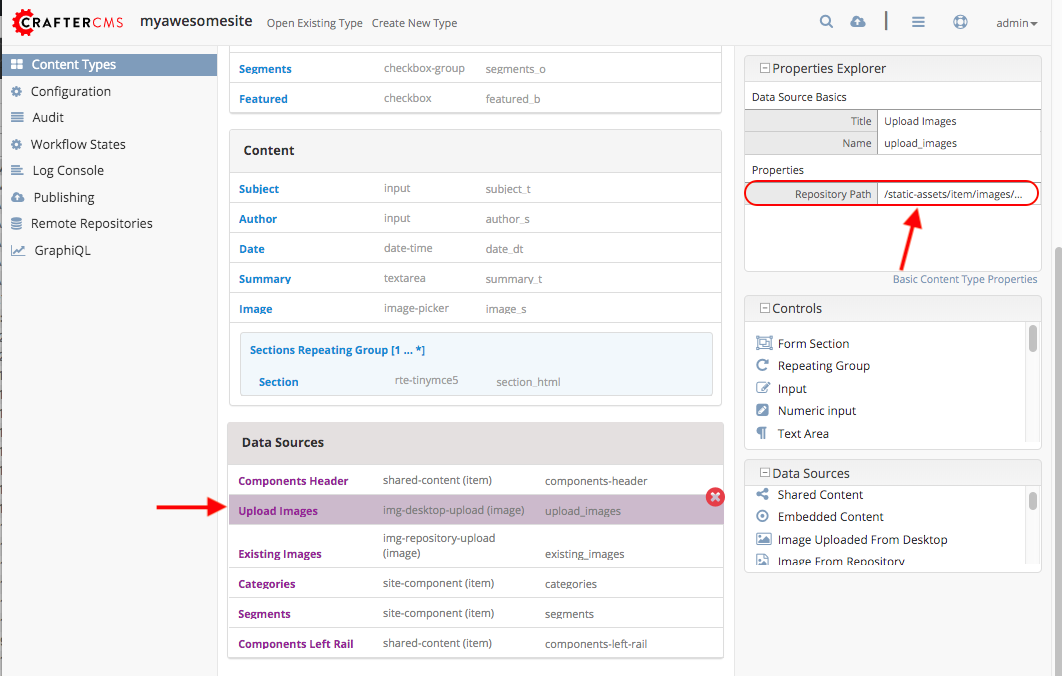 CRAFTERCMS myawesomesite Open Existing Type Create New Type admin
Content Types
Configuration
Audit
Workflow States
Log Console
Publishing
Remote Repositories
GraphiQL
Segments checkbox-group segments_o
Featured checkbox featured_b
Content
Subject input subject_t
Author input author_s
Date date-time date_dt
Summary textarea summary_t
Image image-picker image_s
Sections Repeating Group [1 ... *]
Section rte-tinymce5 section_html
Data Sources
Components Header shared-content (item) components-header
Upload Images img-desktop-upload (image) upload_images
Existing Images img-repository-upload (image) existing_images
Categories site-component (item) categories
Segments site-component (item) segments
Components Left Rail shared-content (item) components-left-rail
Properties Explorer
Data Source Basics
Title Upload Images
Name upload_images
Properties
Repository Path /static-assets/item/images/...
Basic Content Type Properties
Controls
Form Section
Repeating Group
Input
Numeric input
Text Area
Data Sources
Shared Content
Embedded Content
Image Uploaded From Desktop
Image From Repository